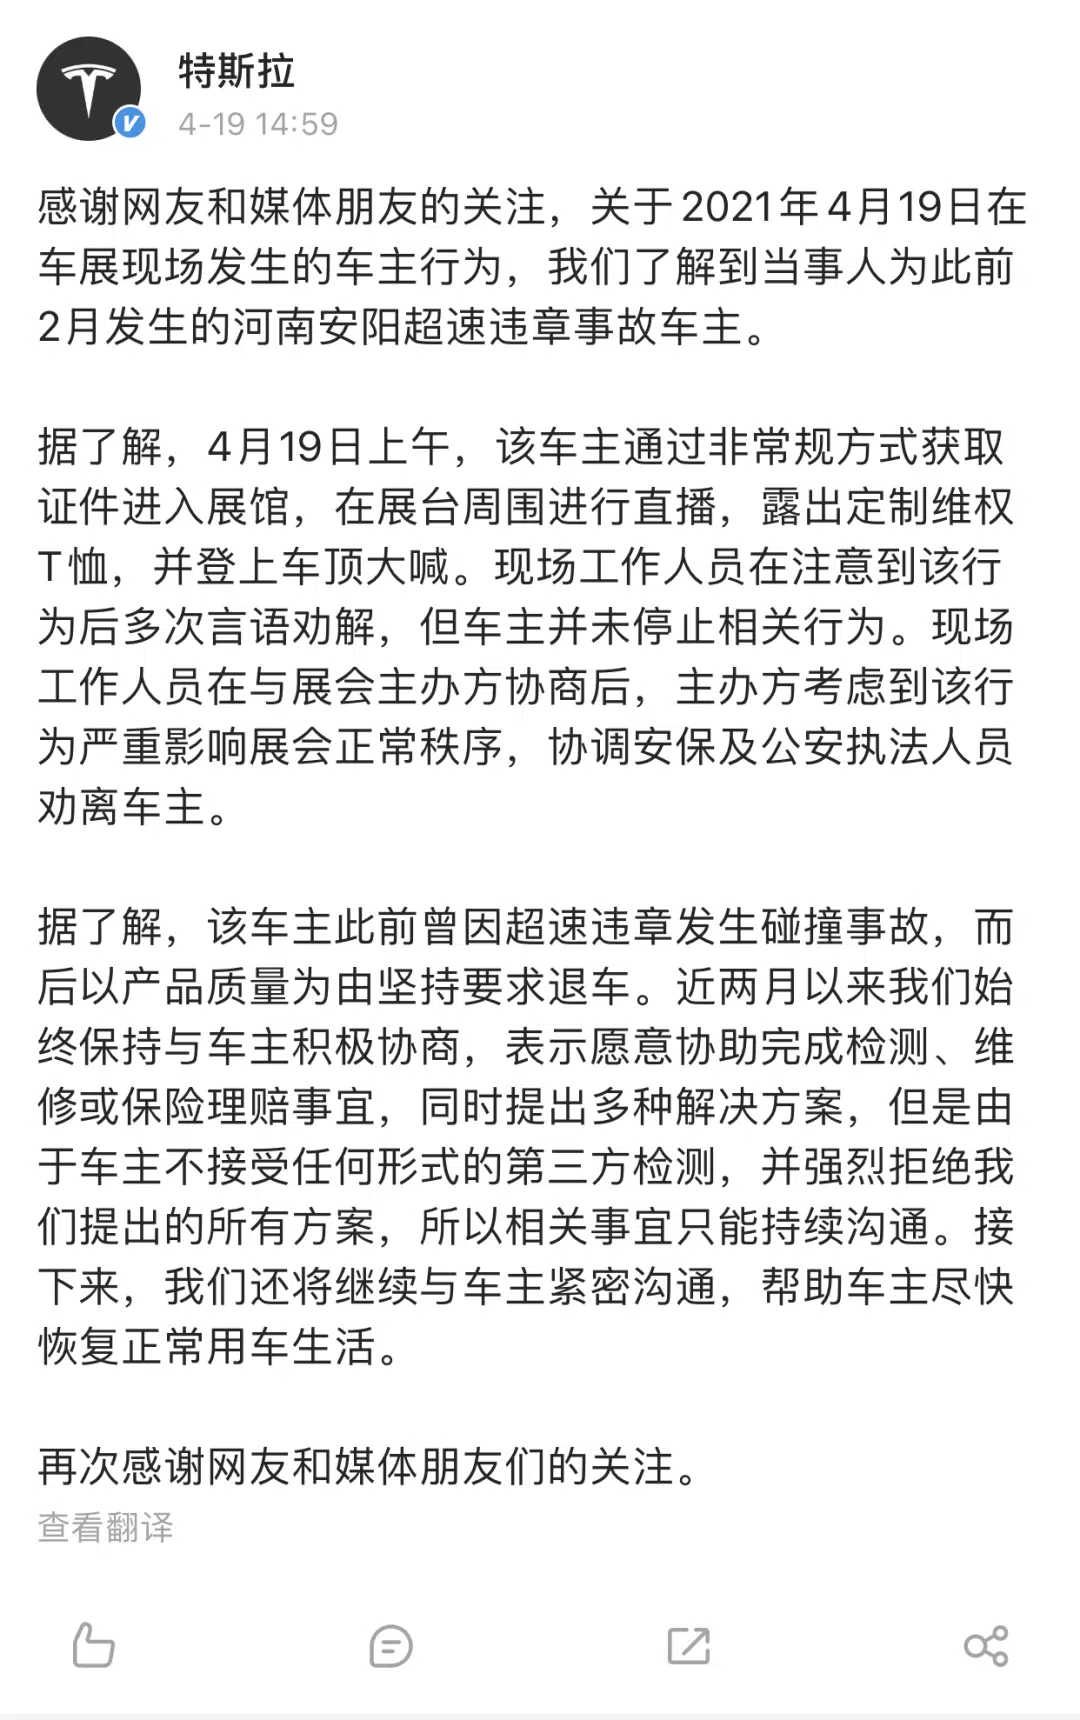 特斯拉
4-19 14:59
感谢网友和媒体朋友的关注，关于2021年4月19日在
车展现场发生的车主行为，我们了解到当事人为此前
2月发生的河南安阳超速违章事故车主。
据了解，4月19日上午，该车主通过非常规方式获取
证件进入展馆，在展台周围进行直播，露出定制维权
T恤，并登上车顶大喊。现场工作人员在注意到该行
为后多次言语劝解，但车主并未停止相关行为。现场
工作人员在与展会主办方协商后，主办方考虑到该行
为严重影响展会正常秩序，协调安保及公安执法人员
劝离车主。
据了解，该车主此前曾因超速违章发生碰撞事故，而
后以产品质量为由坚持要求退车。近两月以来我们始
终保持与车主积极协商，表示愿意协助完成检测、维
修或保险理赔事宜，同时提出多种解决方案，但是由
于车主不接受任何形式的第三方检测，并强烈拒绝我
们提出的所有方案，所以相关事宜只能持续沟通。接
下来，我们还将继续与车主紧密沟通，帮助车主尽快
恢复正常用车生活。
再次感谢网友和媒体朋友们的关注。
查看翻译